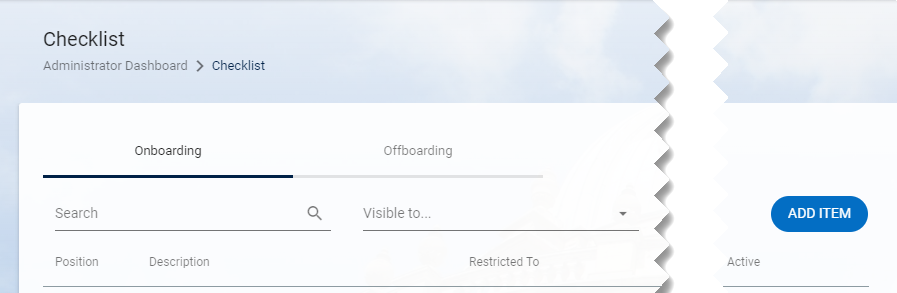 Checklist
Administrator Dashboard > Checklist
Onboarding Offboarding
Search Visible to... ADD ITEM
Position Description Restricted To Active